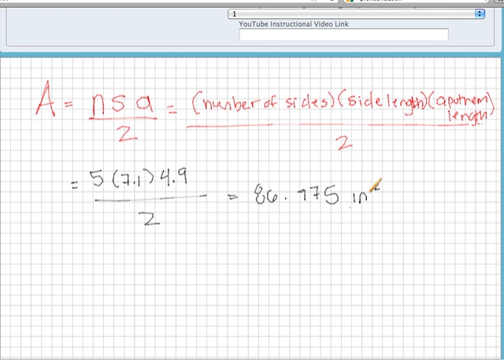 1
YouTube Instructional Video Link
A = nsa/2 = (number of sides)(side length)(apothem length)/2
= 5(7.1)4.9/2 = 86.975 in²